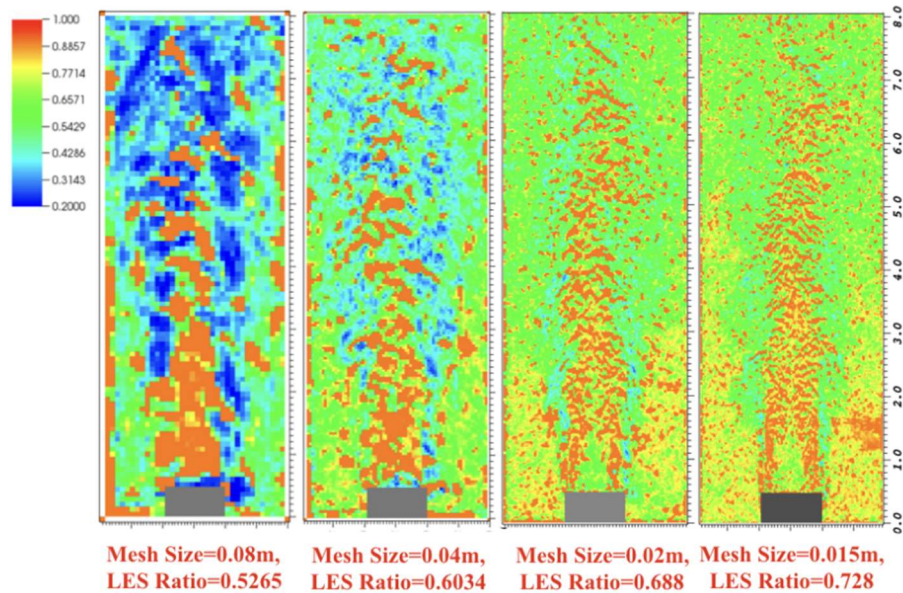 1.000
0.8857
0.7714
0.6571
0.5429
0.4286
0.3143
0.2000
8.0
7.0
6.0
5.0
4.0
3.0
2.0
1.0
0.0
Mesh Size=0.08m,
LES Ratio=0.5265
Mesh Size=0.04m,
LES Ratio=0.6034
Mesh Size=0.02m,
LES Ratio=0.688
Mesh Size=0.015m,
LES Ratio=0.728